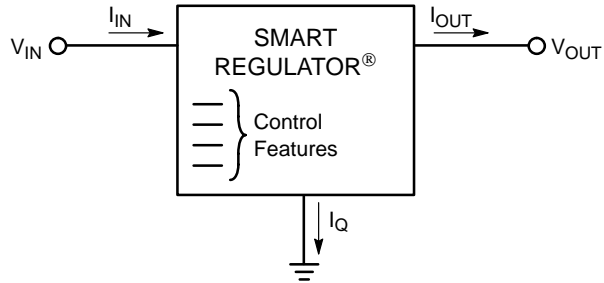 I_IN
I_OUT
V_IN
SMART
REGULATOR®
V_OUT
Control
Features
I_Q